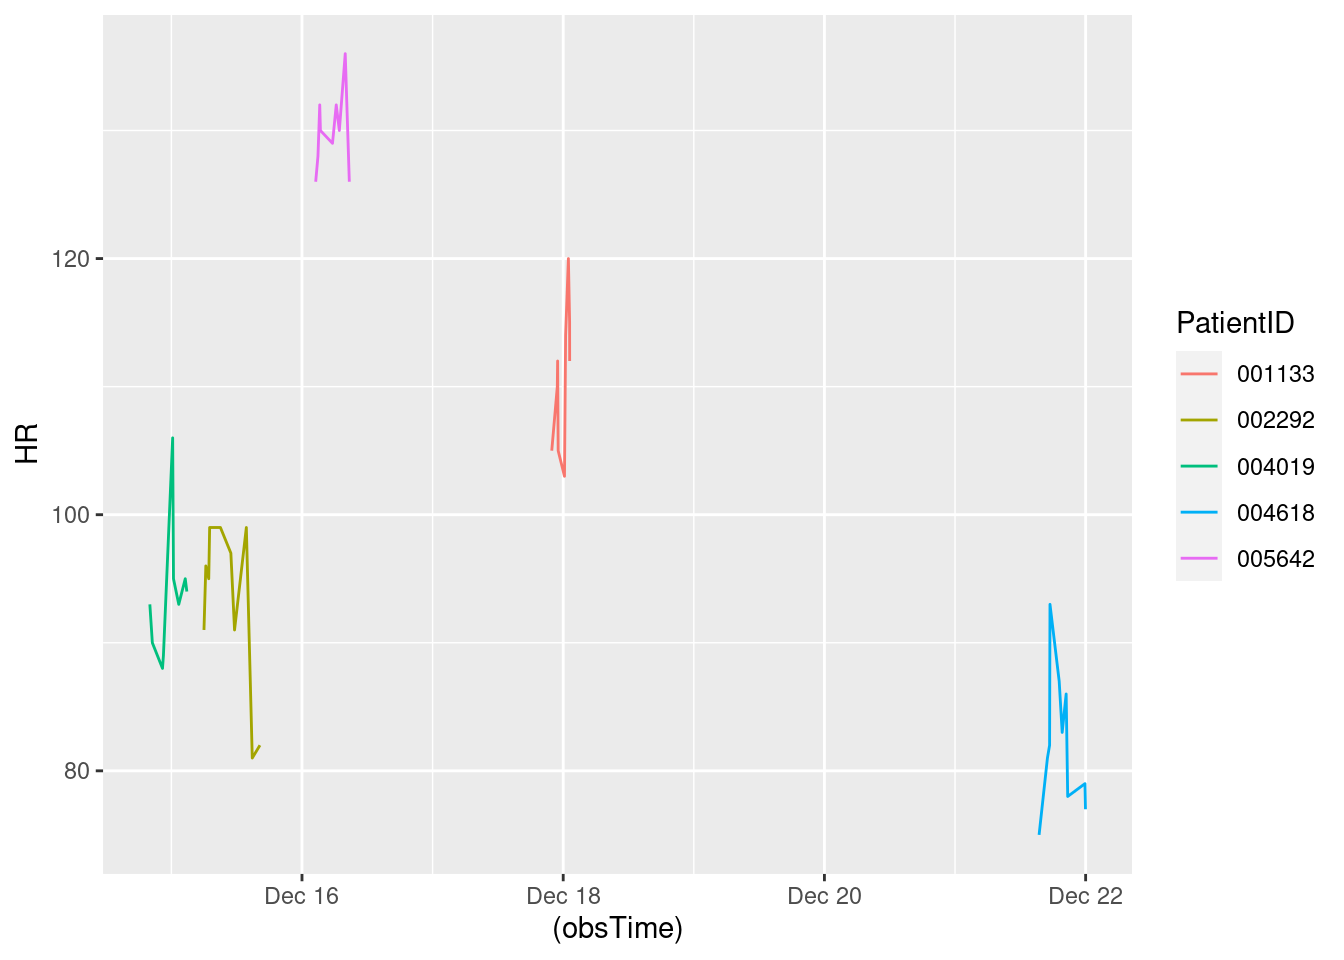 120
100
80
HR
Dec 16
Dec 18
Dec 20
Dec 22
(obsTime)
PatientID
001133
002292
004019
004618
005642